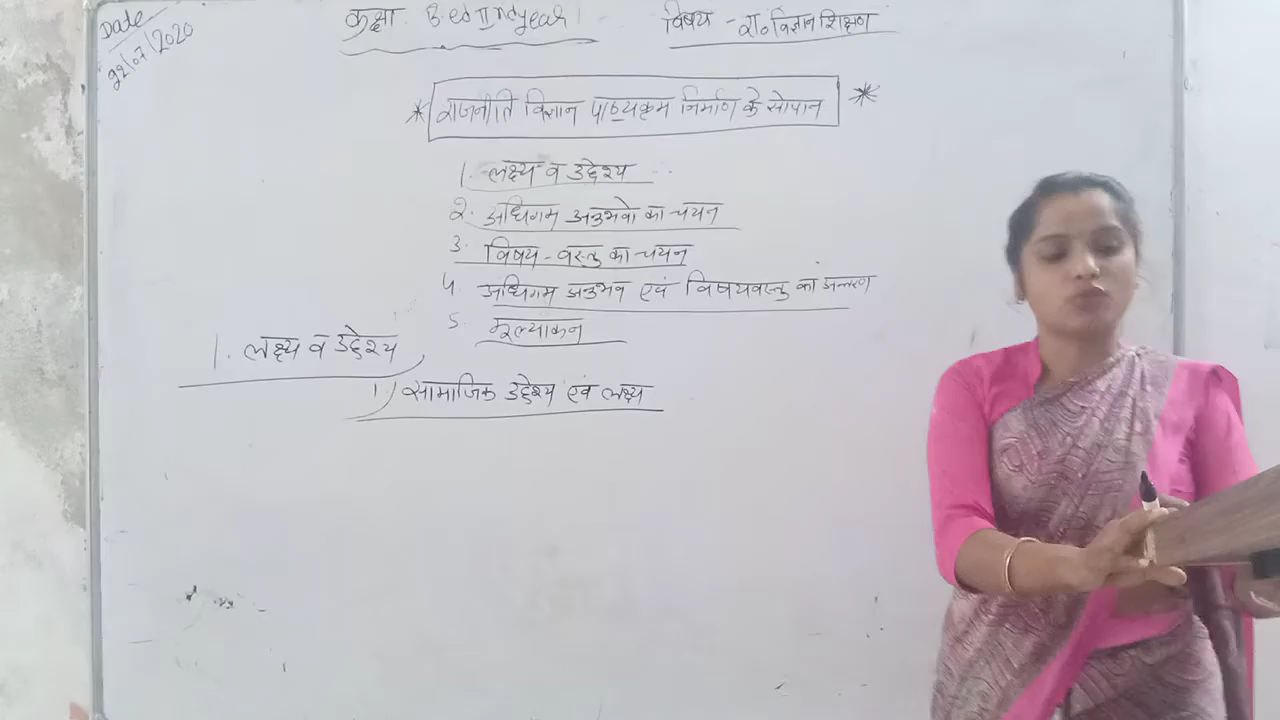 Date
22/07/2020
कक्षा B.ed IInd year
विषय - रा० विज्ञान शिक्षण
* राजनीति विज्ञान पाठ्यक्रम निर्माण के सोपान *
1. लक्ष्य व उद्देश्य
2. अधिगम अनुभवो का चयन
3. विषय-वस्तु का चयन
4. अधिगम अनुभव एवं विषयवस्तु का
5. मूल्याकन
1. लक्ष्य व उद्देश्य
1) सामाजिक उद्देश्य एवं लक्ष्य